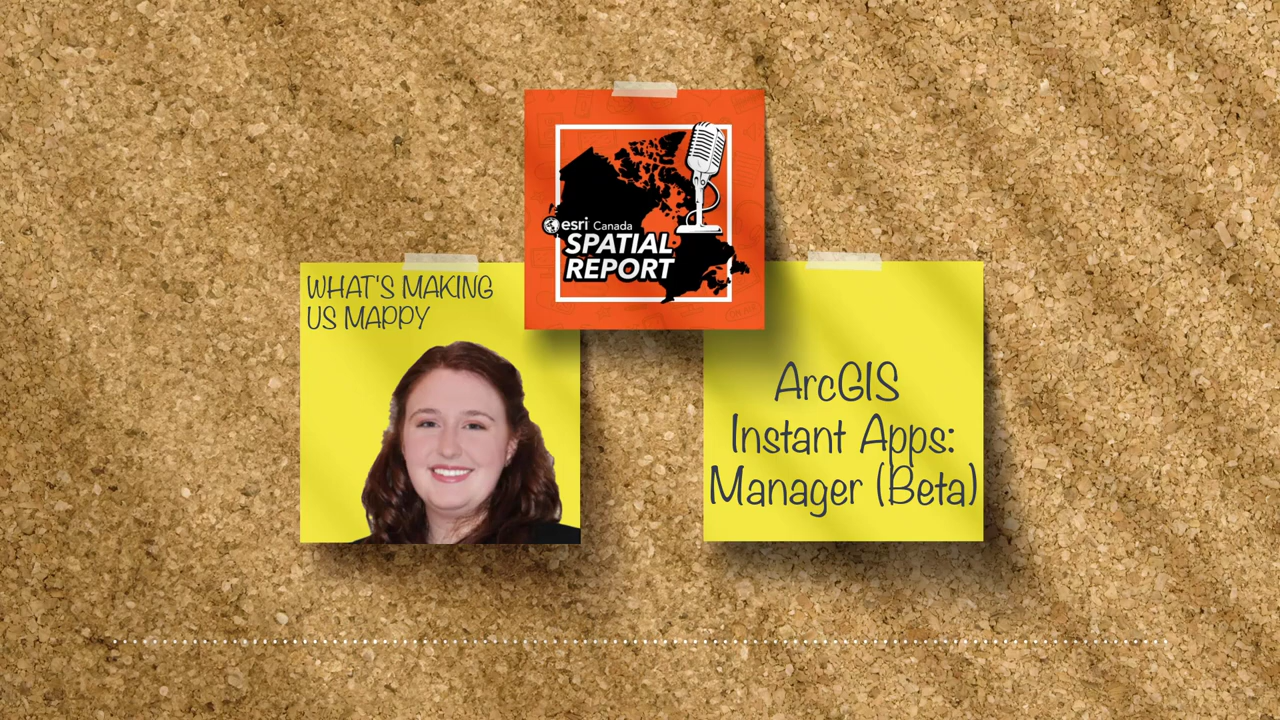 esri Canada
SPATIAL
REPORT
WHAT'S MAKING
US MAPPY
ArcGIS
Instant Apps:
Manager (Beta)